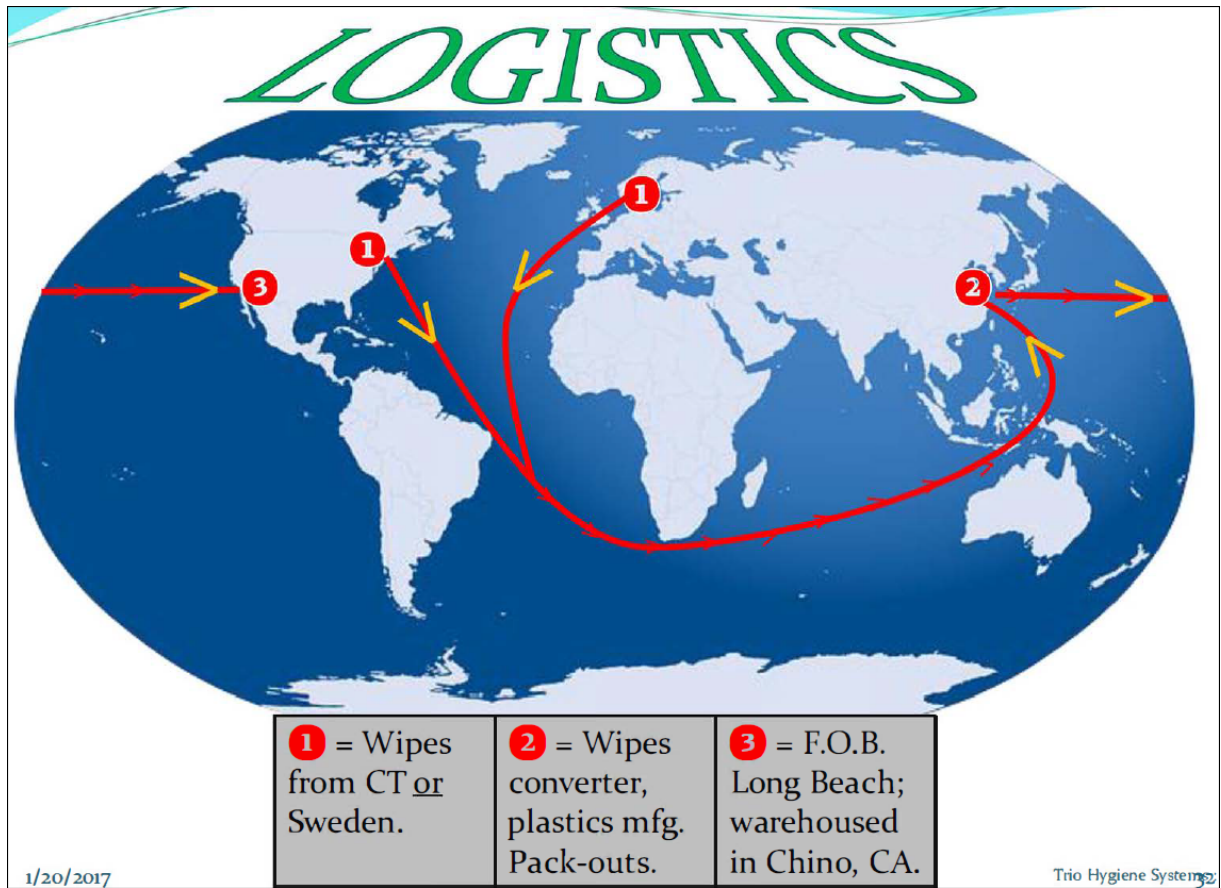 LOGISTICS
1
1
3
2
1 = Wipes
from CT or
Sweden.
2 = Wipes
converter,
plastics mfg.
Pack-outs.
3 = F.O.B.
Long Beach;
warehoused
in Chino, CA.
1/20/2017
Trio Hygiene Systems
32